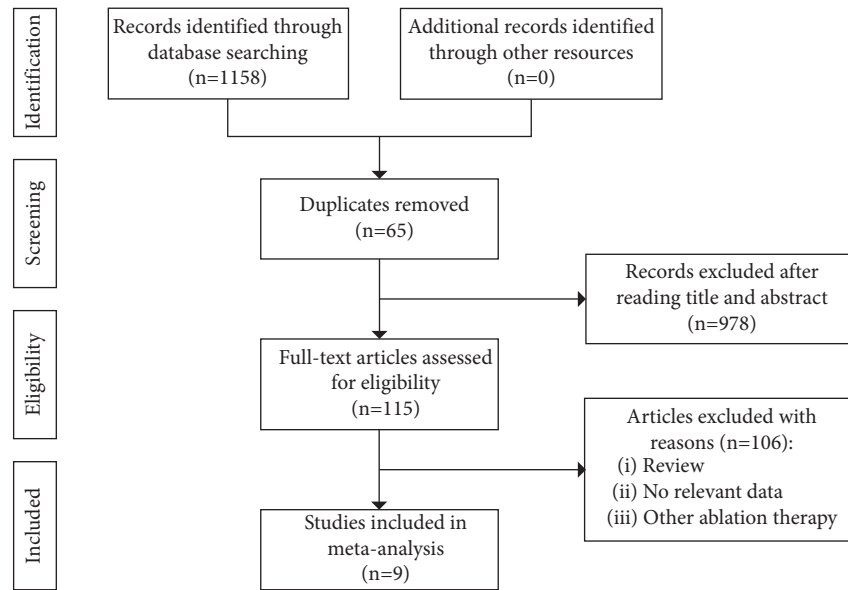 Identification
Records identified through
database searching
(n=1158)
Additional records identified
through other resources
(n=0)
Screening
Duplicates removed
(n=65)
Records excluded after
reading title and abstract
(n=978)
Eligibility
Full-text articles assessed
for eligibility
(n=115)
Articles excluded with
reasons (n=106):
(i) Review
(ii) No relevant data
(iii) Other ablation therapy
Included
Studies included in
meta-analysis
(n=9)